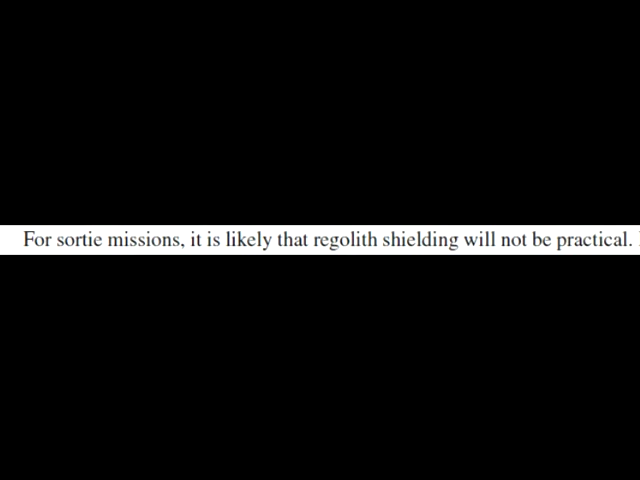 For sortie missions, it is likely that regolith shielding will not be practical.